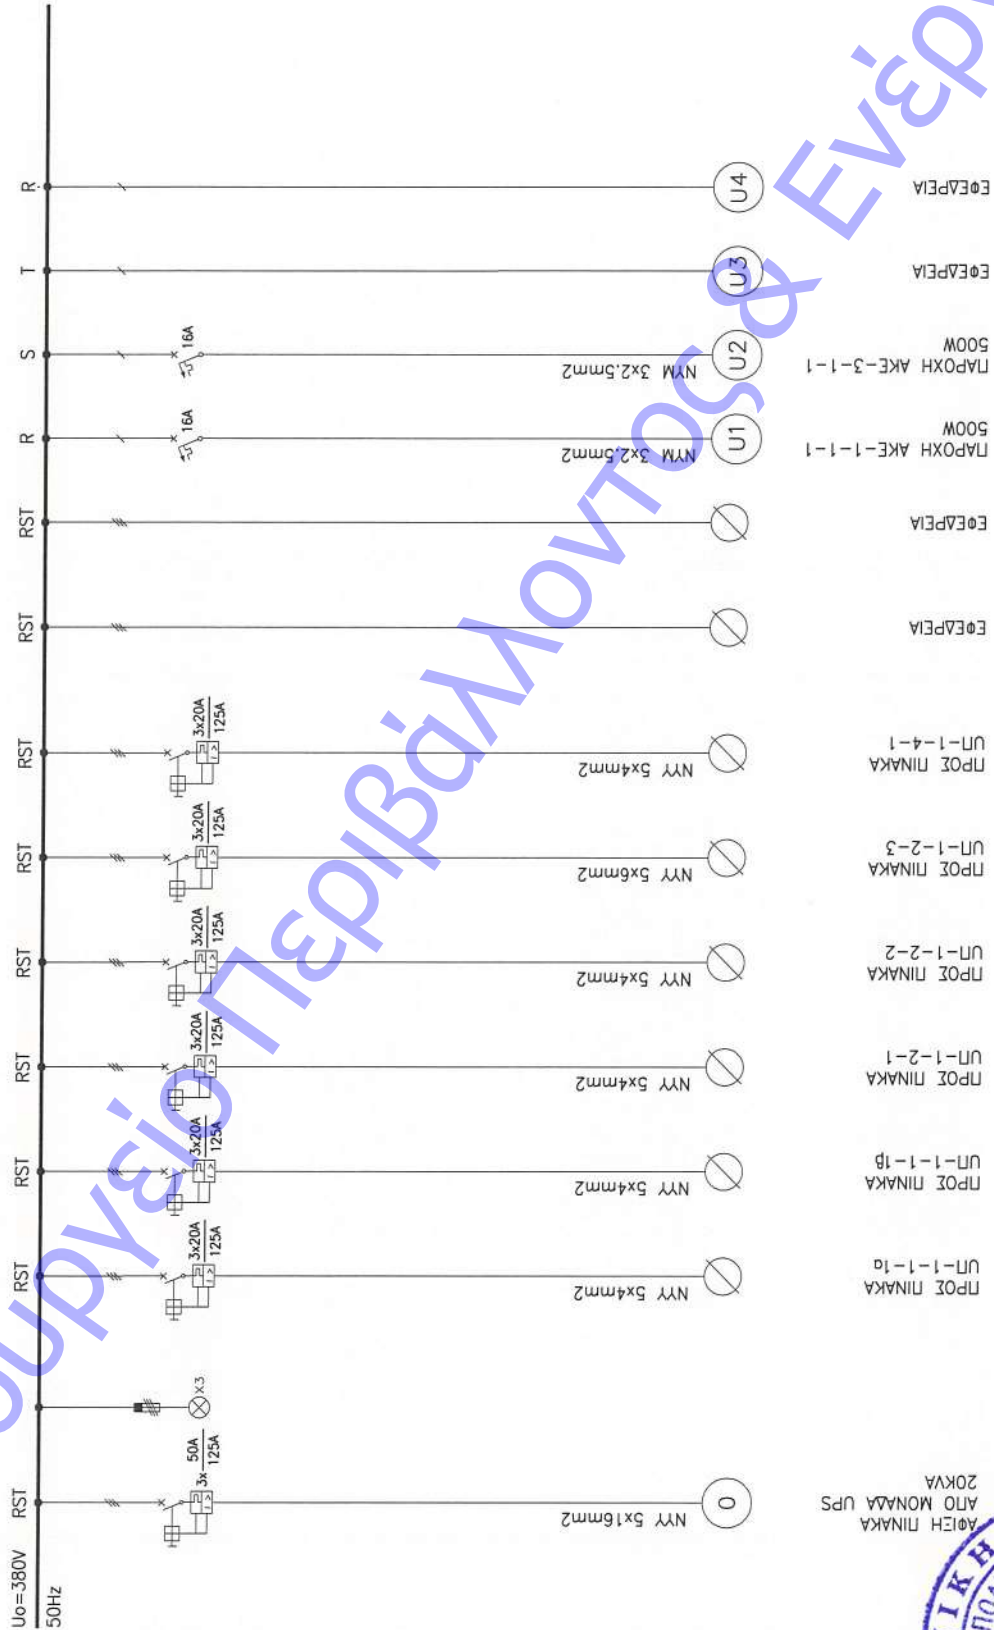 Uo=380V
50Hz
RST
3x 50A
125A
NYY 5x16mm2
0
ΑΦΙΞΗ ΠΙΝΑΚΑ
ΑΠΟ ΜΟΝΑΔΑ UPS
20KVA
x3
RST
3x20A
125A
NYY 5x4mm2
ΠΡΟΣ ΠΙΝΑΚΑ
ΥΠ-1-1-1α
RST
3x20A
125A
NYY 5x4mm2
ΠΡΟΣ ΠΙΝΑΚΑ
ΥΠ-1-1-1β
RST
3x20A
125A
NYY 5x4mm2
ΠΡΟΣ ΠΙΝΑΚΑ
ΥΠ-1-2-1
RST
3x20A
125A
NYY 5x4mm2
ΠΡΟΣ ΠΙΝΑΚΑ
ΥΠ-1-2-2
RST
3x20A
125A
NYY 5x6mm2
ΠΡΟΣ ΠΙΝΑΚΑ
ΥΠ-1-2-3
RST
3x20A
125A
NYY 5x4mm2
ΠΡΟΣ ΠΙΝΑΚΑ
ΥΠ-1-4-1
RST
ΕΦΕΔΡΕΙΑ
RST
ΕΦΕΔΡΕΙΑ
R
16A
NYM 3x2.5mm2
U1
ΠΑΡΟΧΗ ΑΚΕ-1-1-1-1
500W
S
16A
NYM 3x2.5mm2
U2
ΠΑΡΟΧΗ ΑΚΕ-3-1-1
500W
T
U3
ΕΦΕΔΡΕΙΑ
R
U4
ΕΦΕΔΡΕΙΑ
Περιβάλλοντος &